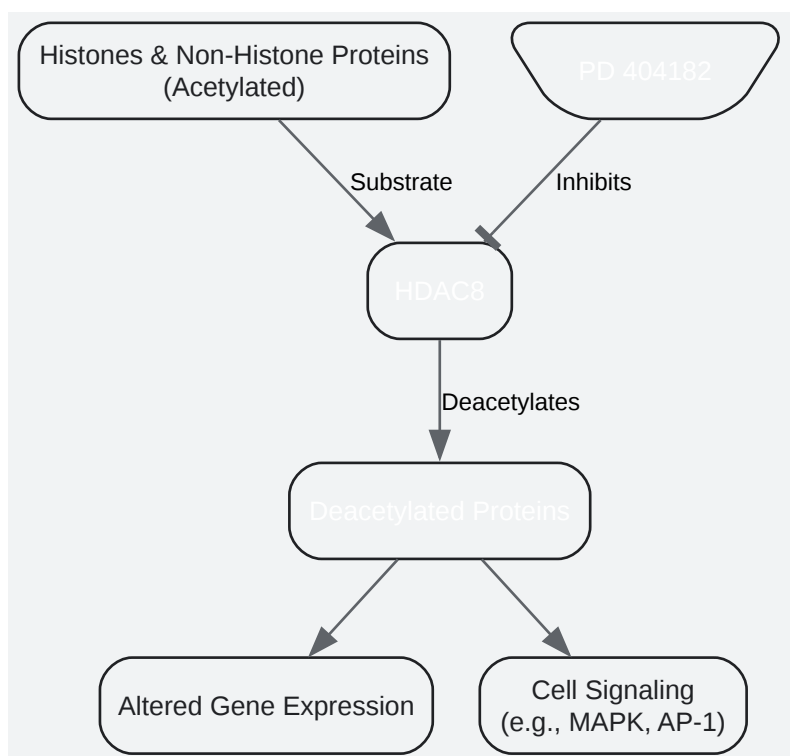 Histones & Non-Histone Proteins
(Acetylated)
PD 404182
Substrate
Inhibits
HDAC8
Deacetylates
Deacetylated Proteins
Altered Gene Expression
Cell Signaling
(e.g., MAPK, AP-1)